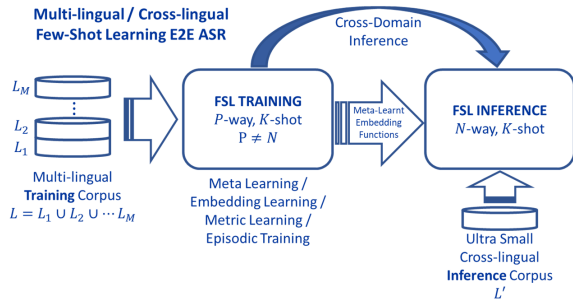 Multi-lingual / Cross-lingual
Few-Shot Learning E2E ASR
Cross-Domain
Inference
L_M
L_2
L_1
FSL TRAINING
P-way, K-shot
P ≠ N
Meta-Learnt
Embedding
Functions
FSL INFERENCE
N-way, K-shot
Multi-lingual
Training Corpus
L = L_1 ∪ L_2 ∪ ⋯ L_M
Meta Learning /
Embedding Learning /
Metric Learning /
Episodic Training
Ultra Small
Cross-lingual
Inference Corpus
L′